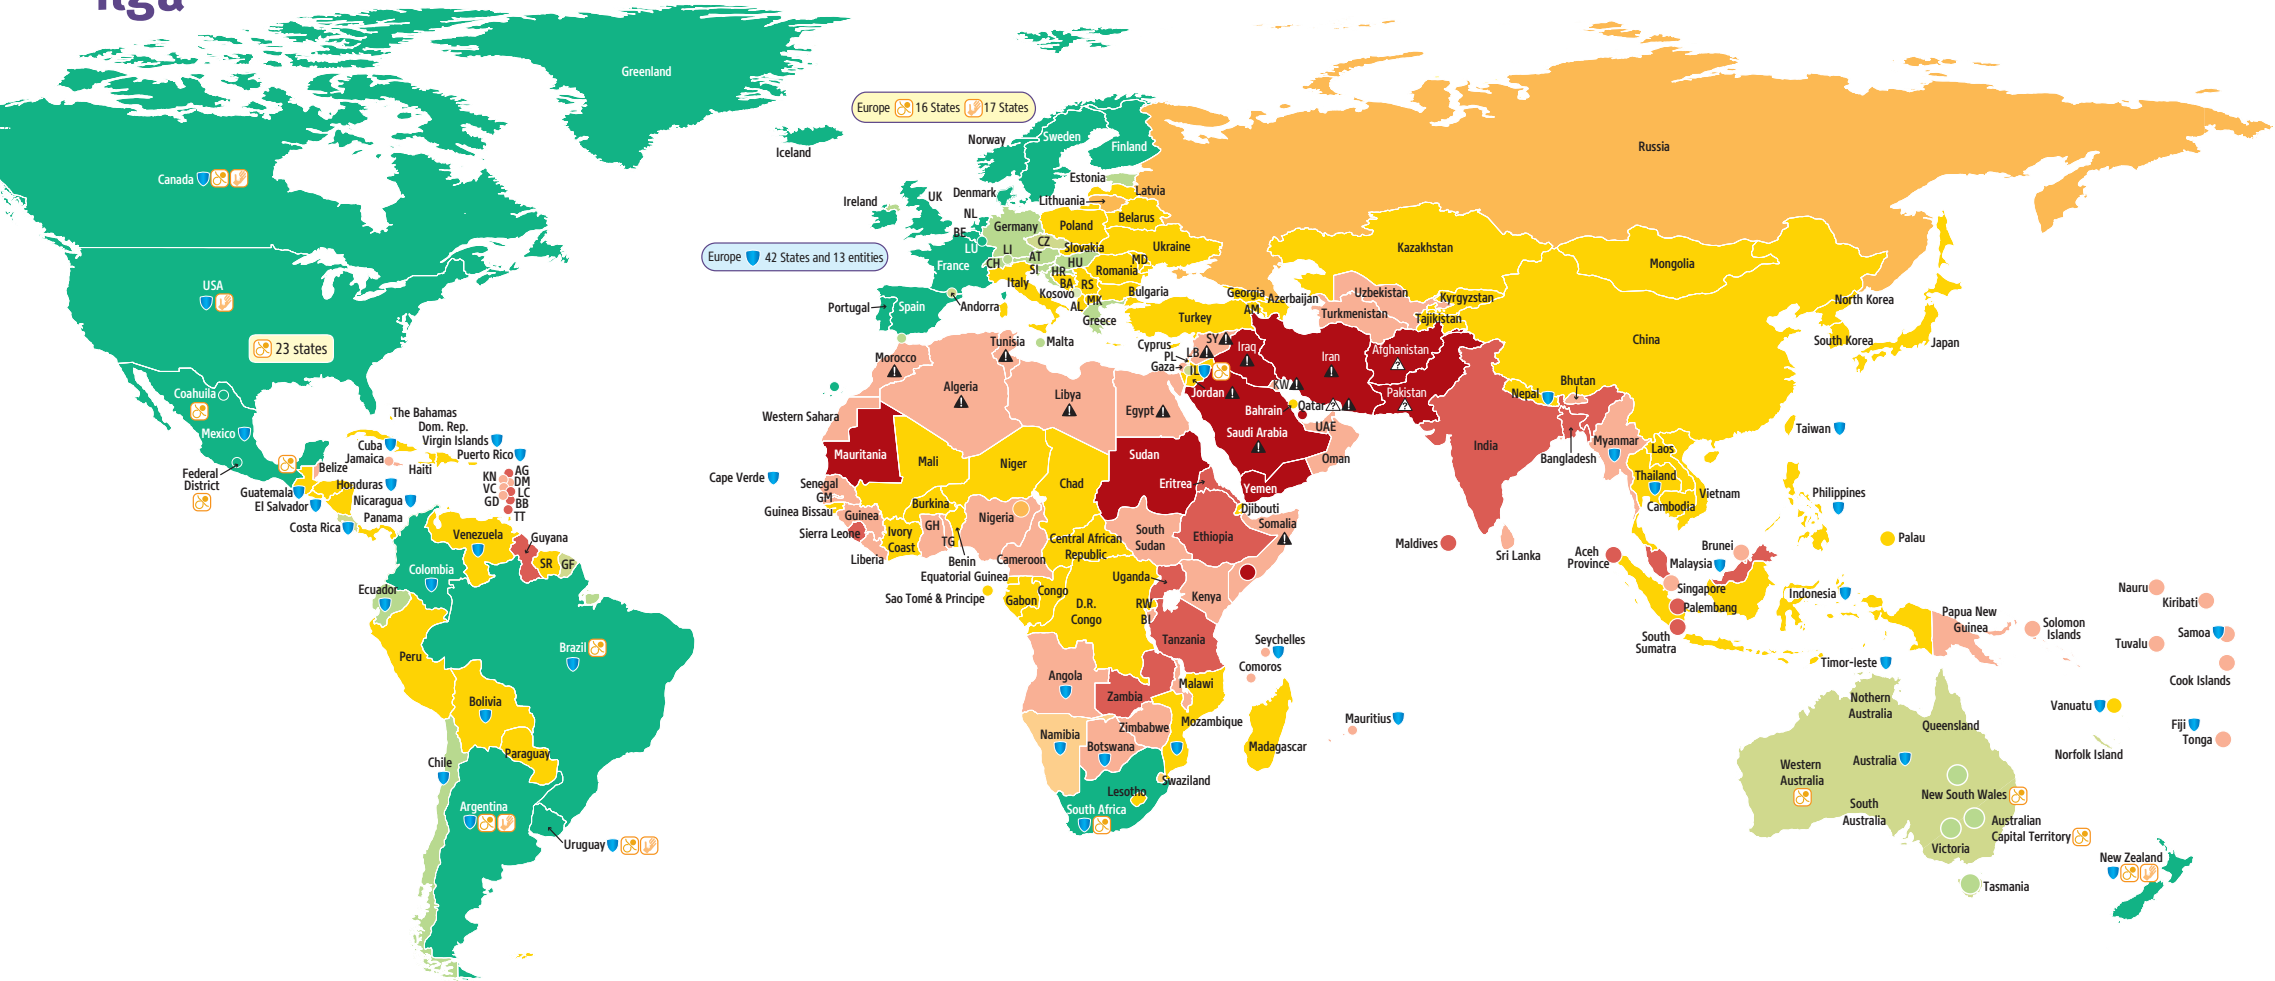 ilga
Greenland
Europe 16 States 17 States
Iceland
Norway
Sweden
Finland
Russia
Estonia
Latvia
Lithuania
Denmark
Ireland
UK
NL
BE
LU
Germany
Poland
Belarus
CZ
Slovakia
Ukraine
LI
AT
HU
MD
CH
SI
HR
Romania
France
Italy
BA
RS
Kosovo
MK
Bulgaria
AL
Greece
Andorra
Portugal
Spain
Malta
Europe 42 States and 13 entities
Canada
USA
23 states
Coahuila
Mexico
Federal
District
The Bahamas
Dom. Rep.
Virgin Islands
Puerto Rico
Cuba
Jamaica
Haiti
Belize
Honduras
Guatemala
El Salvador
Nicaragua
Costa Rica
Panama
KN
AG
DM
VC
LC
GD
BB
TT
Venezuela
Guyana
SR
GF
Colombia
Ecuador
Brazil
Peru
Bolivia
Paraguay
Chile
Argentina
Uruguay
Kazakhstan
Mongolia
Georgia
Azerbaijan
AM
Turkey
Uzbekistan
Turkmenistan
Kyrgyzstan
Tajikistan
China
North Korea
South Korea
Japan
Cyprus
PL
Gaza
LB
SY
IL
Iraq
Iran
Afghanistan
Pakistan
Jordan
KW
Bahrain
Qatar
Saudi Arabia
UAE
Oman
Yemen
Nepal
Bhutan
India
Bangladesh
Myanmar
Laos
Thailand
Vietnam
Cambodia
Taiwan
Philippines
Palau
Maldives
Sri Lanka
Aceh
Province
Brunei
Malaysia
Singapore
Palembang
South
Sumatra
Indonesia
Timor-leste
Papua New
Guinea
Solomon
Islands
Nauru
Kiribati
Samoa
Tuvalu
Cook Islands
Vanuatu
Fiji
Tonga
Norfolk Island
Morocco
Algeria
Tunisia
Libya
Egypt
Western Sahara
Mauritania
Mali
Niger
Chad
Sudan
Eritrea
Djibouti
Somalia
Cape Verde
Senegal
GM
Guinea Bissau
Guinea
Sierra Leone
Liberia
Ivory
Coast
Burkina
GH
TG
Benin
Nigeria
Cameroon
Equatorial Guinea
Sao Tomé & Principe
Central African
Republic
South
Sudan
Ethiopia
Uganda
Kenya
Gabon
Congo
D.R.
Congo
RW
BI
Tanzania
Seychelles
Comoros
Angola
Zambia
Malawi
Mozambique
Zimbabwe
Namibia
Botswana
Mauritius
Madagascar
Swaziland
Lesotho
South Africa
Nothern
Australia
Queensland
Western
Australia
Australia
South
Australia
New South Wales
Australian
Capital Territory
Victoria
Tasmania
New Zealand